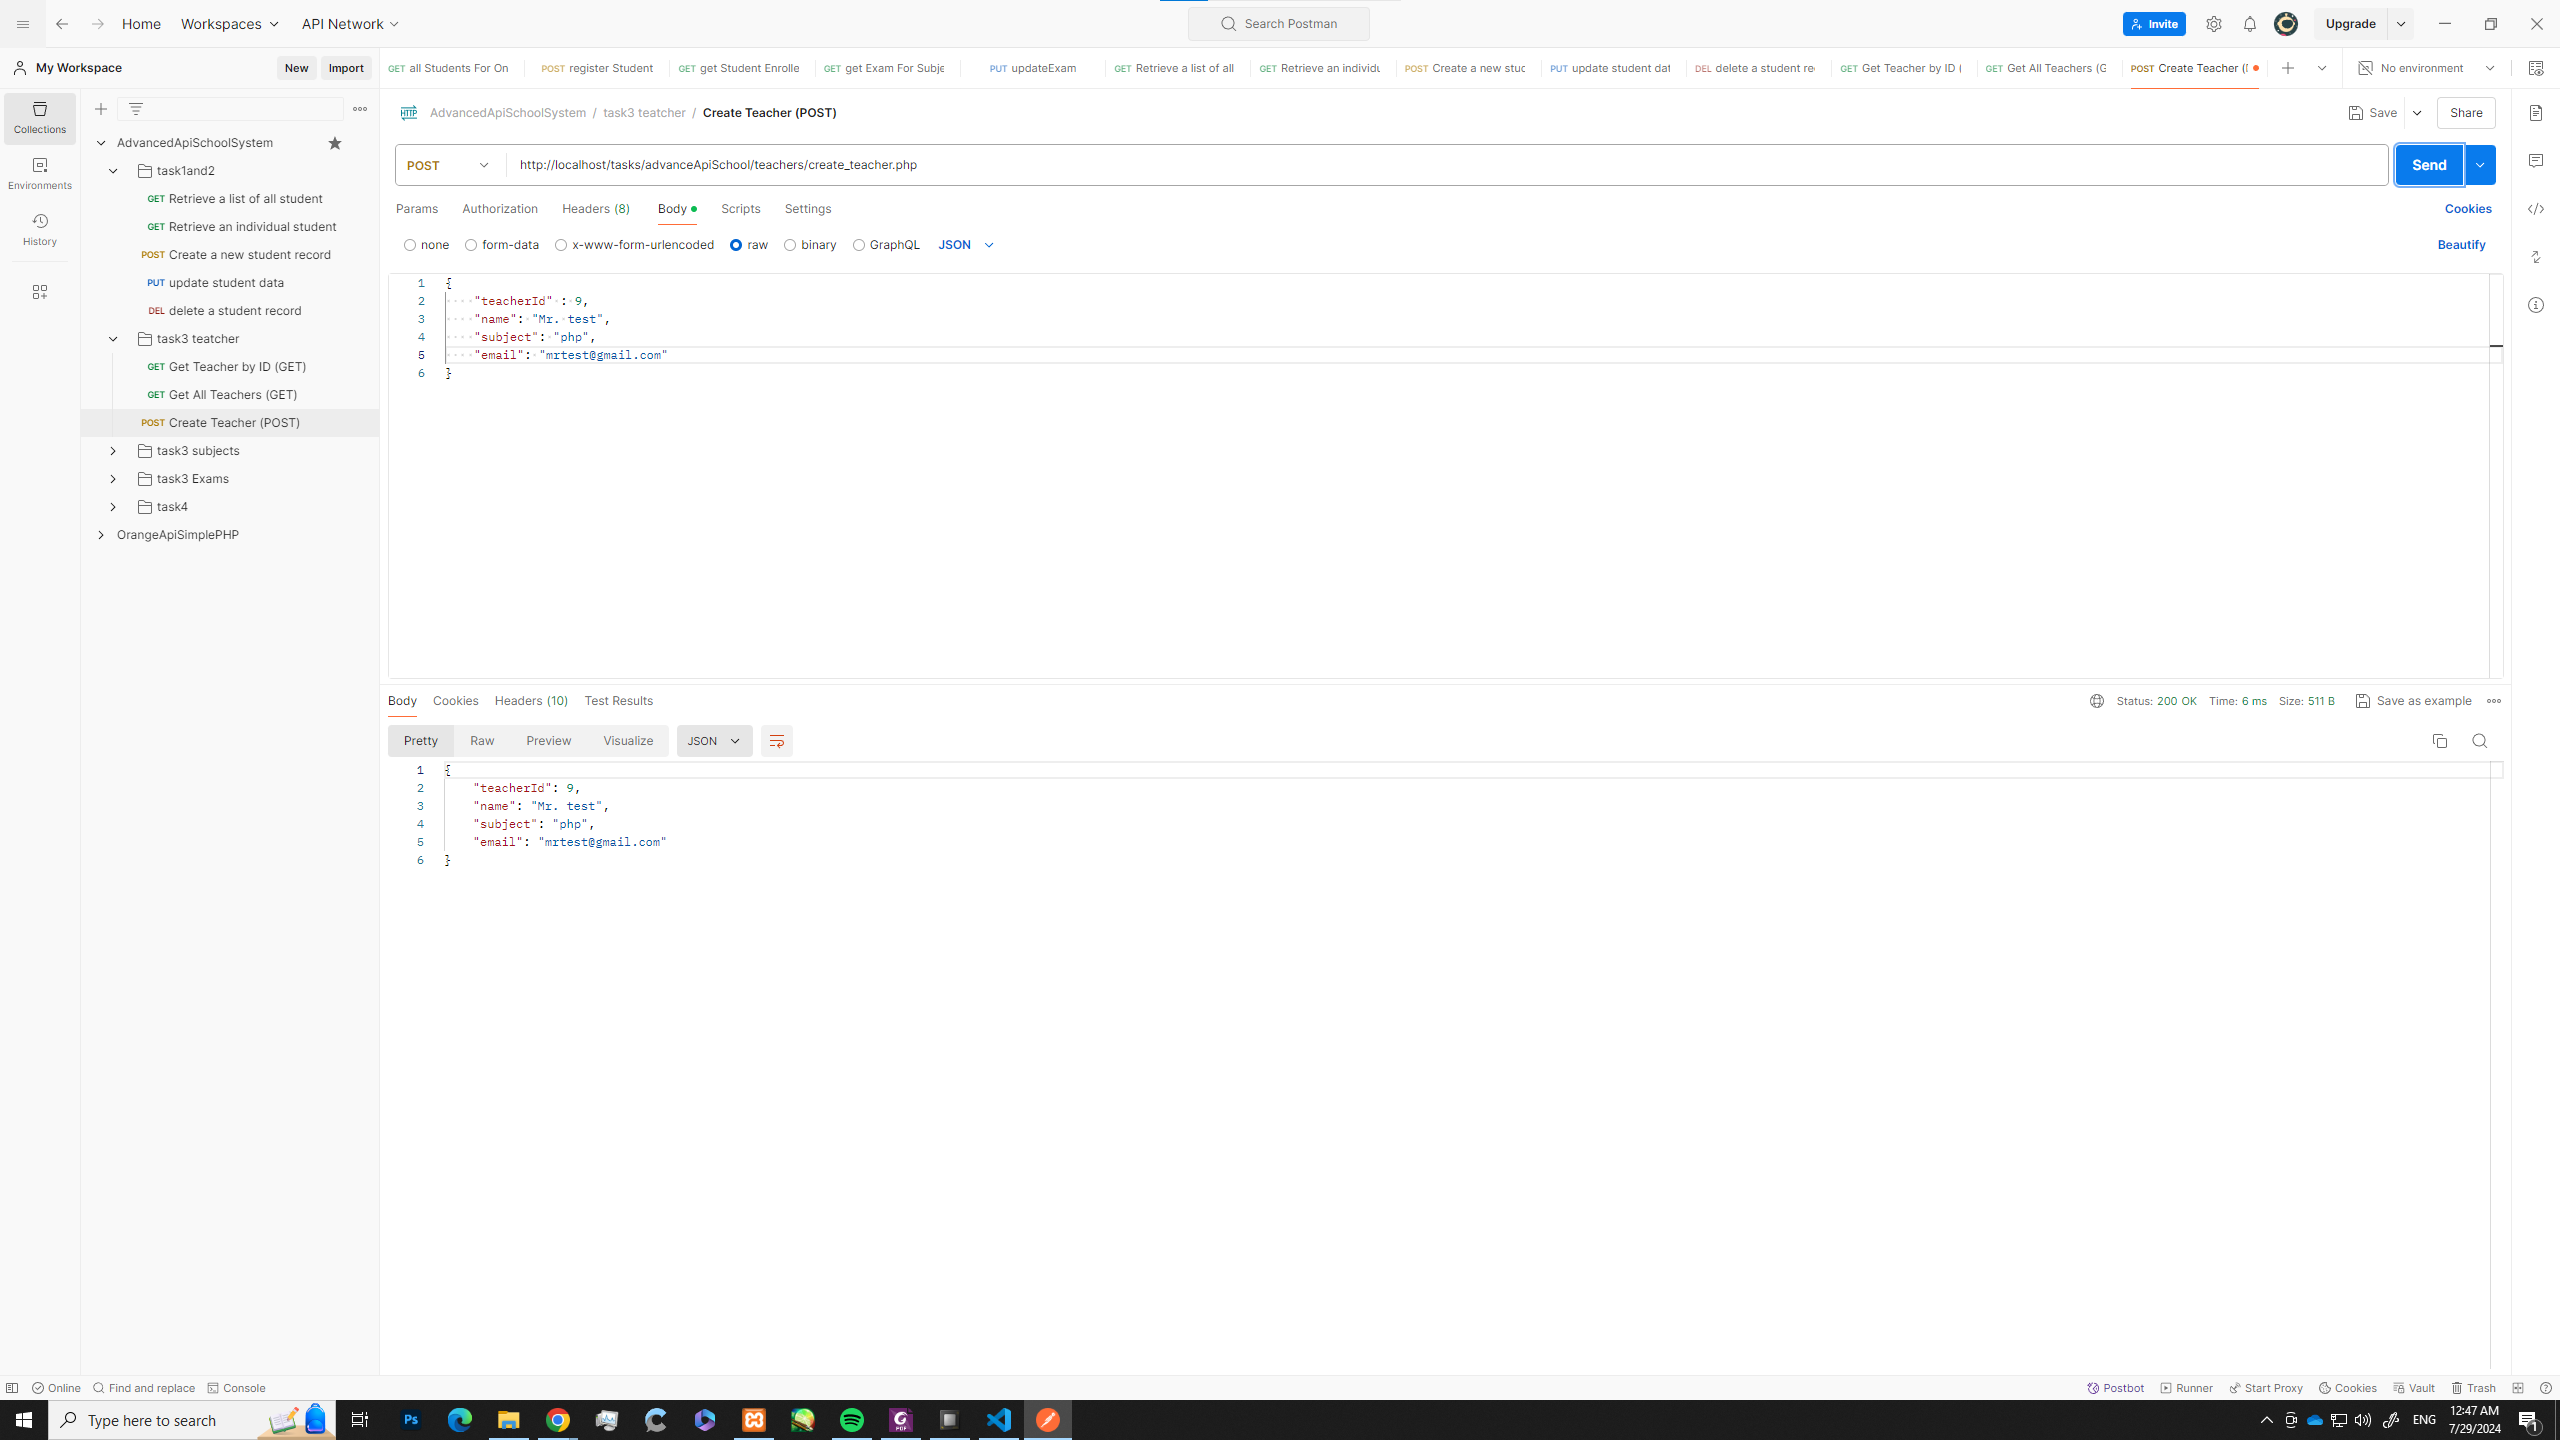 Home Workspaces API Network Search Postman Invite Upgrade
My Workspace New Import GET all Students For On POST register Student GET get Student Enrolle GET get Exam For Subje PUT updateExam GET Retrieve a list of all GET Retrieve an individu POST Create a new stuc PUT update student dat DEL delete a student re GET Get Teacher by ID ( GET Get All Teachers (G POST Create Teacher ( No environment
Collections
Environments
History
AdvancedApiSchoolSystem
task1and2
GET Retrieve a list of all student
GET Retrieve an individual student
POST Create a new student record
PUT update student data
DEL delete a student record
task3 teatcher
GET Get Teacher by ID (GET)
GET Get All Teachers (GET)
POST Create Teacher (POST)
task3 subjects
task3 Exams
task4
OrangeApiSimplePHP
HTTP AdvancedApiSchoolSystem / task3 teatcher / Create Teacher (POST) Save Share
POST http://localhost/tasks/advanceApiSchool/teachers/create_teacher.php Send
Params Authorization Headers (8) Body Scripts Settings Cookies
none form-data x-www-form-urlencoded raw binary GraphQL JSON Beautify
1 {
2 "teacherId" : 9,
3 "name": "Mr. test",
4 "subject": "php",
5 "email": "mrtest@gmail.com"
6 }
Body Cookies Headers (10) Test Results Status: 200 OK Time: 6 ms Size: 511 B Save as example
Pretty Raw Preview Visualize JSON
1 {
2 "teacherId": 9,
3 "name": "Mr. test",
4 "subject": "php",
5 "email": "mrtest@gmail.com"
6 }
Online Find and replace Console Postbot Runner Start Proxy Cookies Vault Trash
Type here to search Ps ENG 12:47 AM 1
7/29/2024